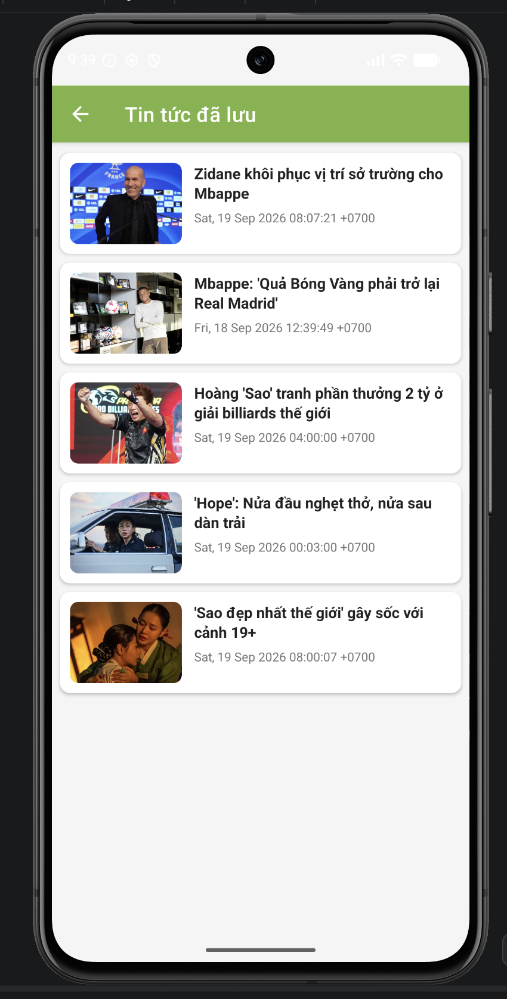 9:39
Tin tức đã lưu
FRANCE
Zidane khôi phục vị trí sở trường cho
Mbappe
Sat, 19 Sep 2026 08:07:21 +0700
Mbappe: 'Quả Bóng Vàng phải trở lại
Real Madrid'
Fri, 18 Sep 2026 12:39:49 +0700
Hoàng 'Sao' tranh phần thưởng 2 tỷ ở
giải billiards thế giới
Sat, 19 Sep 2026 04:00:00 +0700
'Hope': Nửa đầu nghẹt thở, nửa sau
dàn trải
Sat, 19 Sep 2026 00:03:00 +0700
'Sao đẹp nhất thế giới' gây sốc với
cảnh 19+
Sat, 19 Sep 2026 08:00:07 +0700